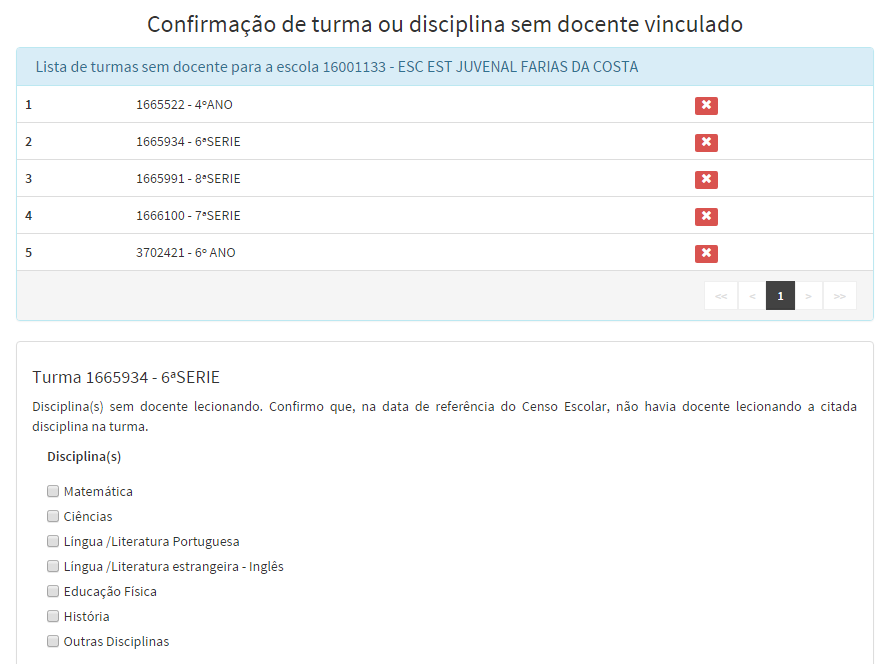 Confirmação de turma ou disciplina sem docente vinculado
Lista de turmas sem docente para a escola 16001133 - ESC EST JUVENAL FARIAS DA COSTA
1 1665522 - 4ºANO
2 1665934 - 6ªSERIE
3 1665991 - 8ªSERIE
4 1666100 - 7ªSERIE
5 3702421 - 6º ANO
<< < 1 > >>
Turma 1665934 - 6ªSERIE
Disciplina(s) sem docente lecionando. Confirmo que, na data de referência do Censo Escolar, não havia docente lecionando a citada
disciplina na turma.
Disciplina(s)
Matemática
Ciências
Língua /Literatura Portuguesa
Língua /Literatura estrangeira - Inglês
Educação Física
História
Outras Disciplinas